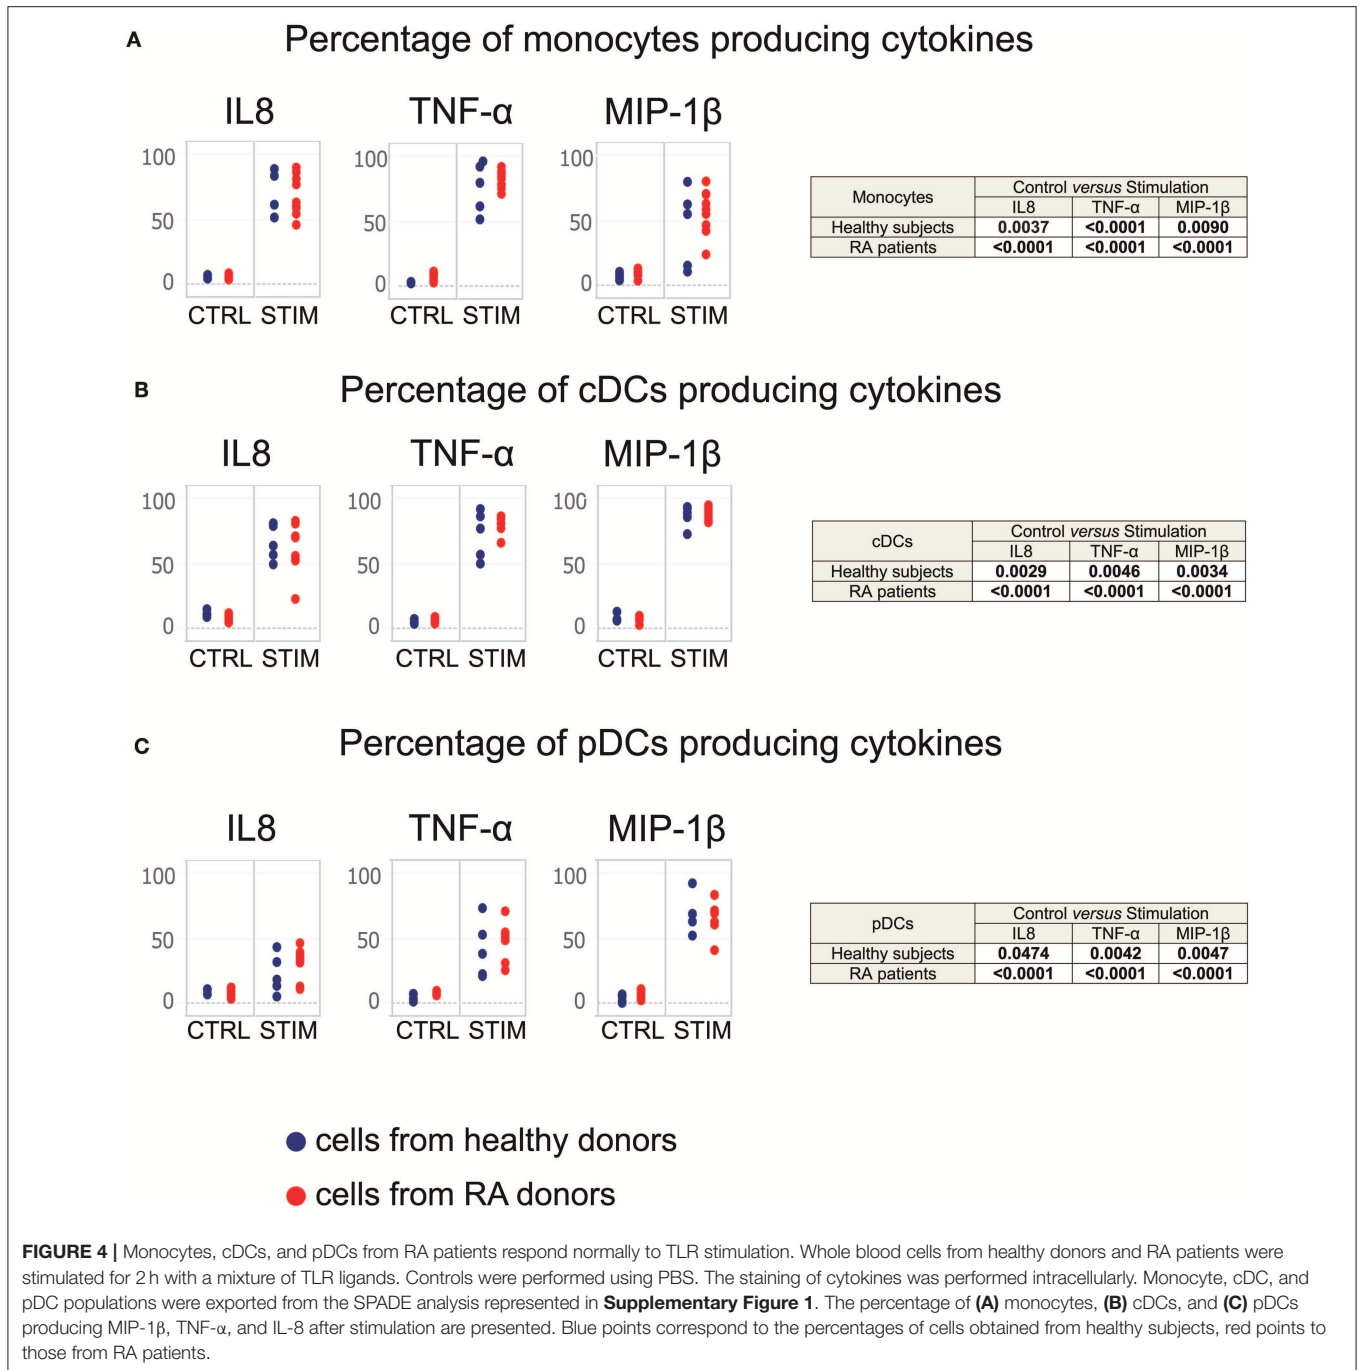 A
Percentage of monocytes producing cytokines
IL8
TNF-α
MIP-1β
100
50
0
CTRL STIM
100
50
0
CTRL STIM
100
50
0
CTRL STIM
Monocytes
Control versus Stimulation
IL8 TNF-α MIP-1β
Healthy subjects 0.0037 <0.0001 0.0090
RA patients <0.0001 <0.0001 <0.0001
B
Percentage of cDCs producing cytokines
IL8
TNF-α
MIP-1β
100
50
0
CTRL STIM
100
50
0
CTRL STIM
100
50
0
CTRL STIM
cDCs
Control versus Stimulation
IL8 TNF-α MIP-1β
Healthy subjects 0.0029 0.0046 0.0034
RA patients <0.0001 <0.0001 <0.0001
C
Percentage of pDCs producing cytokines
IL8
TNF-α
MIP-1β
100
50
0
CTRL STIM
100
50
0
CTRL STIM
100
50
0
CTRL STIM
pDCs
Control versus Stimulation
IL8 TNF-α MIP-1β
Healthy subjects 0.0474 0.0042 0.0047
RA patients <0.0001 <0.0001 <0.0001
cells from healthy donors
cells from RA donors
FIGURE 4 | Monocytes, cDCs, and pDCs from RA patients respond normally to TLR stimulation. Whole blood cells from healthy donors and RA patients were
stimulated for 2 h with a mixture of TLR ligands. Controls were performed using PBS. The staining of cytokines was performed intracellularly. Monocyte, cDC, and
pDC populations were exported from the SPADE analysis represented in Supplementary Figure 1. The percentage of (A) monocytes, (B) cDCs, and (C) pDCs
producing MIP-1β, TNF-α, and IL-8 after stimulation are presented. Blue points correspond to the percentages of cells obtained from healthy subjects, red points to
those from RA patients.